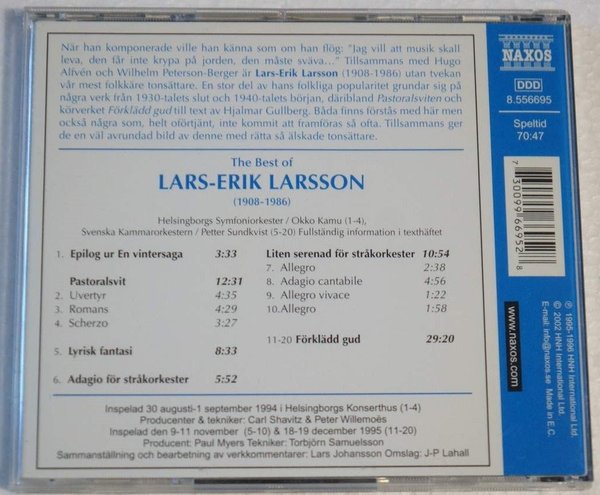 När han komponerade ville han känna som om han flög: "Jag vill att musik skall
leva, den får inte krypa på jorden, den måste sväva..." Tillsammans med Hugo
Alfvén och Wilhelm Peterson-Berger är Lars-Erik Larsson (1908-1986) utan tvekan
vår mest folkkäre tonsättare. En stor del av hans folkliga popularitet grundar sig på
några verk från 1930-talets slut och 1940-talets början, däribland Pastoralsviten och
körverket Förklädd gud till text av Hjalmar Gullberg. Båda finns förstås med här men
också några som, helt oförtjänt, inte kommit att framföras så ofta. Tillsammans ger
de en väl avrundad bild av denne med rätta så älskade tonsättare.
The Best of
LARS-ERIK LARSSON
(1908-1986)
Helsingborgs Symfoniorkester / Okko Kamu (1-4),
Svenska Kammarorkestern / Petter Sundkvist (5-20) Fullständig information i texthäftet
1. Epilog ur En vintersaga 3:33
Pastoralsvit 12:31
2. Uvertyr 4:35
3. Romans 4:29
4. Scherzo 3:27
5. Lyrisk fantasi 8:33
6. Adagio för stråkorkester 5:52
Liten serenad för stråkorkester 10:54
7. Allegro 2:38
8. Adagio cantabile 4:56
9. Allegro vivace 1:22
10.Allegro 1:58
11-20 Förklädd gud 29:20
Inspelad 30 augusti-1 september 1994 i Helsingborgs Konserthus (1-4)
Producenter & tekniker: Carl Shavitz & Peter Willemoës
Inspelad den 9-11 november (5-10) & 18-19 december 1995 (11-20)
Producent: Paul Myers Tekniker: Torbjörn Samuelsson
Sammanställning och bearbetning av verkkommentarer: Lars Johansson Omslag: J-P Lahall
NAXOS
DDD
8.556695
Speltid
70:47
7 30099 66952 8
www.naxos.com
℗ 1995-1996 HNH International Ltd.
© 2002 HNH International Ltd.
E-mail: info@naxos.se Made in E.C.